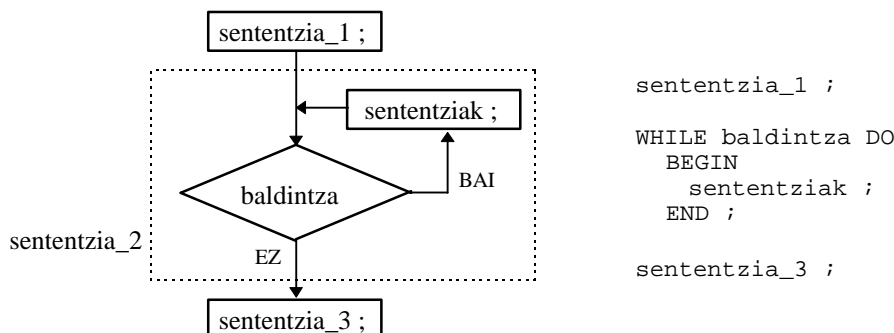 sententzia_1 ;
sententziak ;
baldintza
BAI
sententzia_2
EZ
sententzia_3 ;
sententzia_1 ;
WHILE baldintza DO
BEGIN
sententziak ;
END ;
sententzia_3 ;